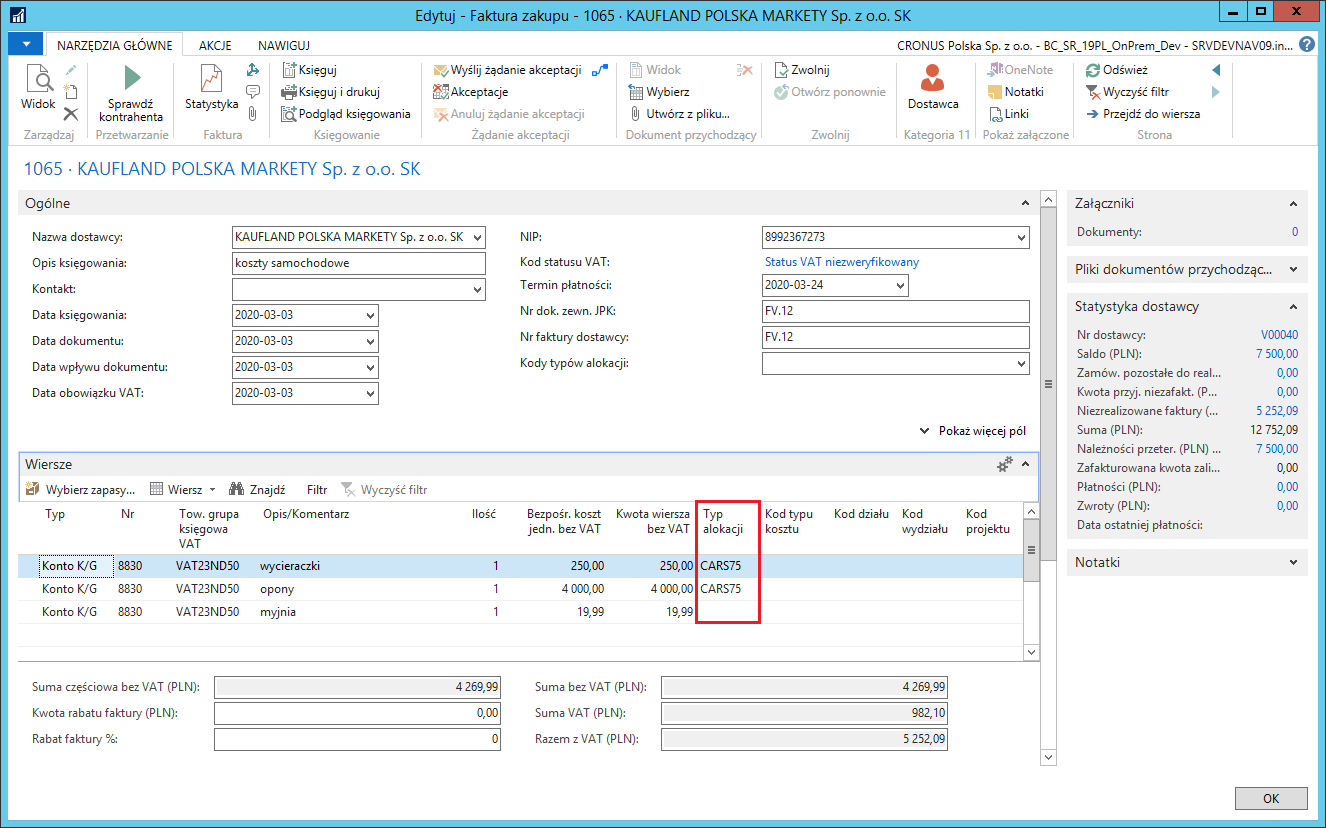 Edytuj - Faktura zakupu - 1065 · KAUFLAND POLSKA MARKETY Sp. z o.o. SK
NARZĘDZIA GŁÓWNE AKCJE NAWIGUJ
CRONUS Polska Sp. z o.o. - BC_SR_19PL_OnPrem_Dev - SRVDEVNAV09.in...
Widok
Zarządzaj
Sprawdź kontrahenta
Przetwarzanie
Statystyka
Faktura
Księguj
Księguj i drukuj
Podgląd księgowania
Księgowanie
Wyślij żądanie akceptacji
Akceptacje
Anuluj żądanie akceptacji
Żądanie akceptacji
Widok
Wybierz
Utwórz z pliku...
Dokument przychodzący
Zwolnij
Otwórz ponownie
Zwolnij
Dostawca
Kategoria 11
OneNote
Notatki
Linki
Pokaż załączone
Odśwież
Wyczyść filtr
Przejdź do wiersza
Strona
1065 · KAUFLAND POLSKA MARKETY Sp. z o.o. SK
Ogólne
Nazwa dostawcy: KAUFLAND POLSKA MARKETY Sp. z o.o. SK
Opis księgowania: koszty samochodowe
Kontakt:
Data księgowania: 2020-03-03
Data dokumentu: 2020-03-03
Data wpływu dokumentu: 2020-03-03
Data obowiązku VAT: 2020-03-03
NIP: 8992367273
Kod statusu VAT: Status VAT niezweryfikowany
Termin płatności: 2020-03-24
Nr dok. zewn. JPK: FV.12
Nr faktury dostawcy: FV.12
Kody typów alokacji:
Pokaż więcej pól
Wiersze
Wybierz zapasy... Wiersz Znajdź Filtr Wyczyść filtr
Typ Nr Tow. grupa księgowa VAT Opis/Komentarz Ilość Bezpośr. koszt jedn. bez VAT Kwota wiersza bez VAT Typ alokacji Kod typu kosztu Kod działu Kod wydziału Kod projektu
Konto K/G 8830 VAT23ND50 wycieraczki 1 250,00 250,00 CARS75
Konto K/G 8830 VAT23ND50 opony 1 4 000,00 4 000,00 CARS75
Konto K/G 8830 VAT23ND50 myjnia 1 19,99 19,99
Suma częściowa bez VAT (PLN): 4 269,99
Kwota rabatu faktury (PLN): 0,00
Rabat faktury %: 0
Suma bez VAT (PLN): 4 269,99
Suma VAT (PLN): 982,10
Razem z VAT (PLN): 5 252,09
Załączniki
Dokumenty: 0
Pliki dokumentów przychodząc...
Statystyka dostawcy
Nr dostawcy: V00040
Saldo (PLN): 7 500,00
Zamów. pozostałe do real... 0,00
Kwota przyj. niezafakt. (P... 0,00
Niezrealizowane faktury (... 5 252,09
Suma (PLN): 12 752,09
Należności przeter. (PLN) ... 7 500,00
Zafakturowana kwota zali... 0,00
Płatności (PLN): 0,00
Zwroty (PLN): 0,00
Data ostatniej płatności:
Notatki
OK